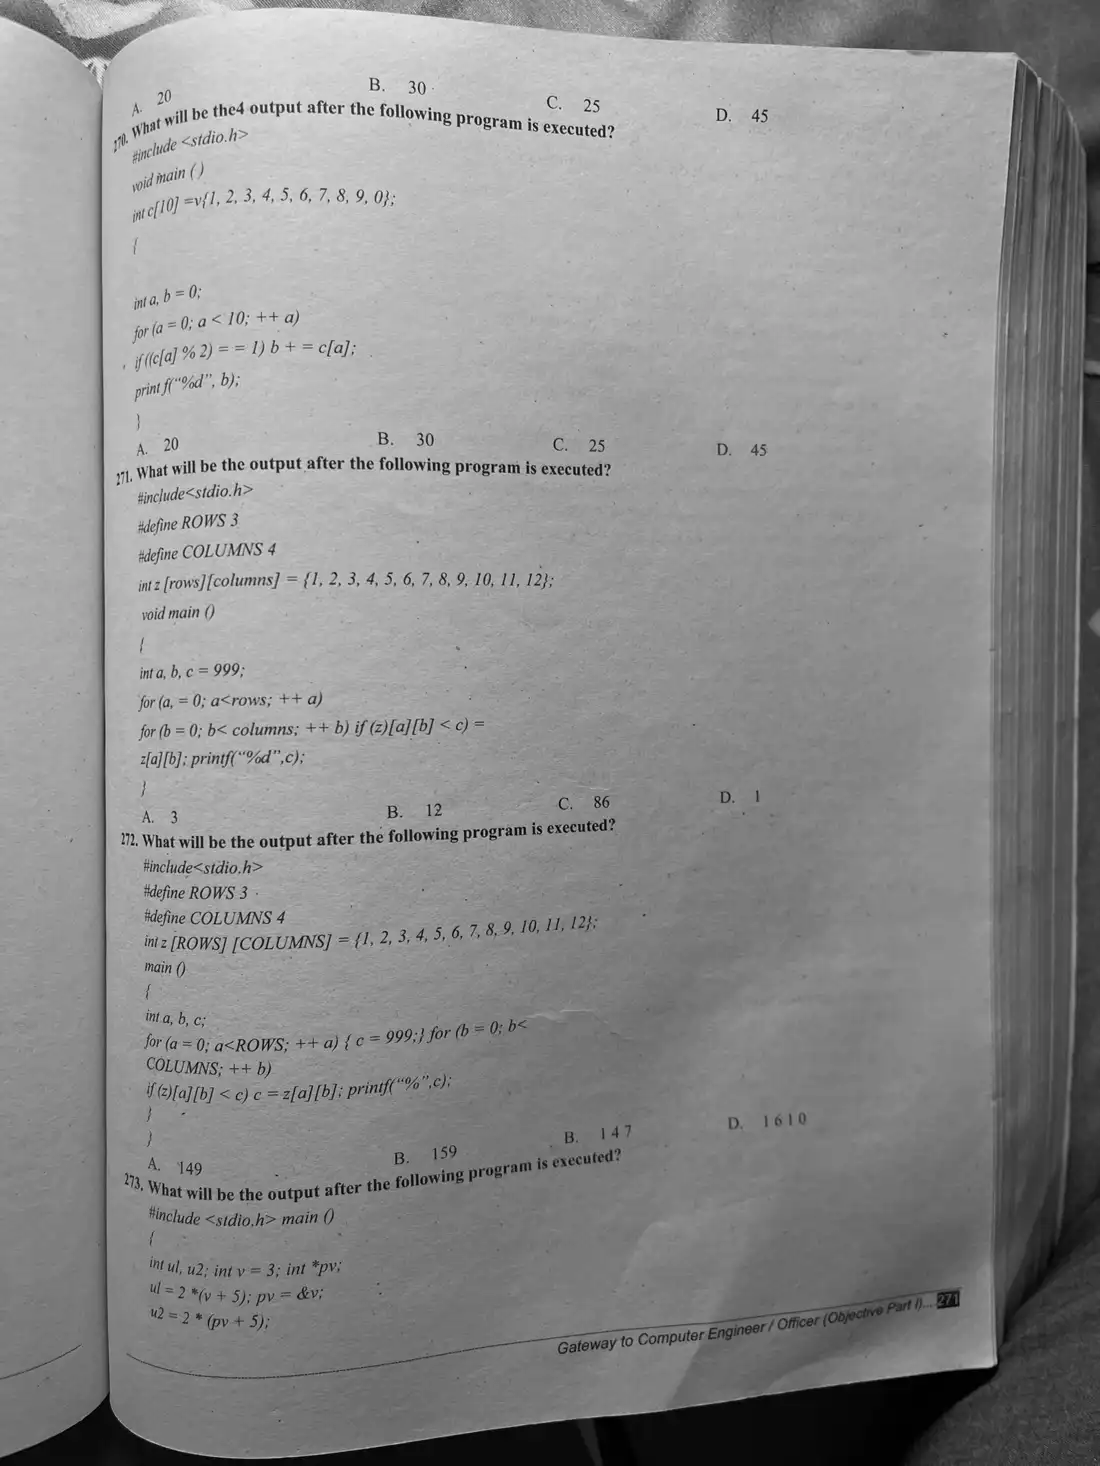 A. 20 B. 30 C. 25 D. 45
270. What will be the4 output after the following program is executed?
#include <stdio.h>
void main ( )
int c[10] =v{1, 2, 3, 4, 5, 6, 7, 8, 9, 0};
{
int a, b = 0;
for (a = 0; a < 10; ++ a)
if ((c[a] % 2) = = 1) b + = c[a];
print f("%d", b);
}
A. 20 B. 30 C. 25 D. 45
271. What will be the output after the following program is executed?
#include<stdio.h>
#define ROWS 3
#define COLUMNS 4
int z [rows][columns] = {1, 2, 3, 4, 5, 6, 7, 8, 9, 10, 11, 12};
void main ()
{
int a, b, c = 999;
for (a, = 0; a<rows; ++ a)
for (b = 0; b< columns; ++ b) if (z)[a][b] < c) =
z[a][b]; printf("%d",c);
}
A. 3 B. 12 C. 86 D. 1
272. What will be the output after the following program is executed?
#include<stdio.h>
#define ROWS 3
#define COLUMNS 4
int z [ROWS] [COLUMNS] = {1, 2, 3, 4, 5, 6, 7, 8, 9, 10, 11, 12};
main ()
{
int a, b, c;
for (a = 0; a<ROWS; ++ a) { c = 999;} for (b = 0; b<
COLUMNS; ++ b)
if (z)[a][b] < c) c = z[a][b]; printf("%",c);
}
}
A. 149 B. 159 B. 1 4 7 D. 1 6 1 0
273. What will be the output after the following program is executed?
#include <stdio.h> main ()
{
int ul, u2; int v = 3; int *pv;
ul = 2 *(v + 5); pv = &v;
u2 = 2 * (pv + 5);
Gateway to Computer Engineer / Officer (Objective Part I)... 271